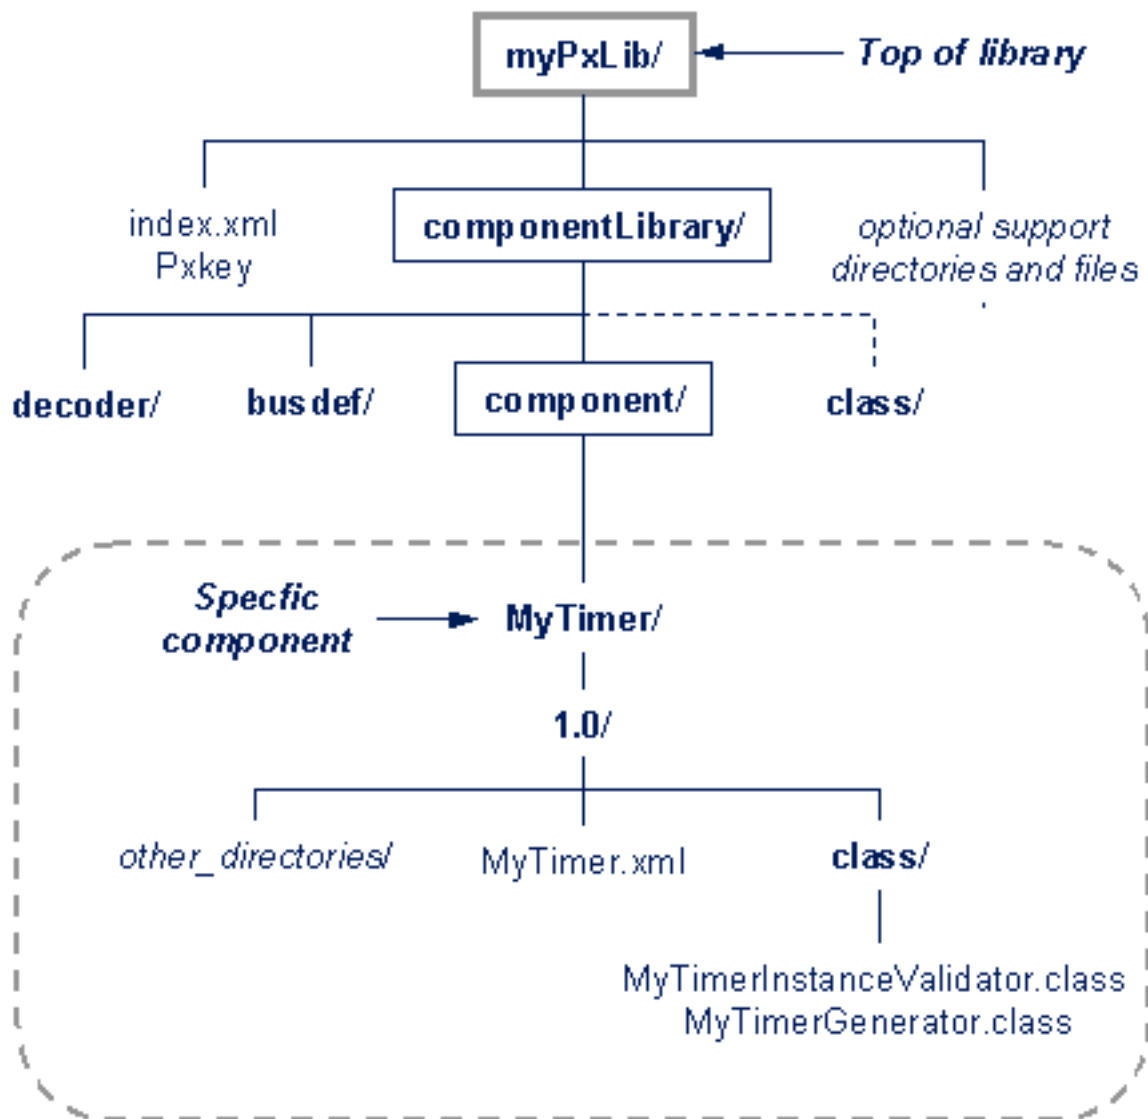 myPxLib/
Top of library
index.xml
Pxkey
componentLibrary/
optional support
directories and files
decoder/
busdef/
component/
class/
Specfic
component
MyTimer/
1.0/
other_directories/
MyTimer.xml
class/
MyTimerInstanceValidator.class
MyTimerGenerator.class